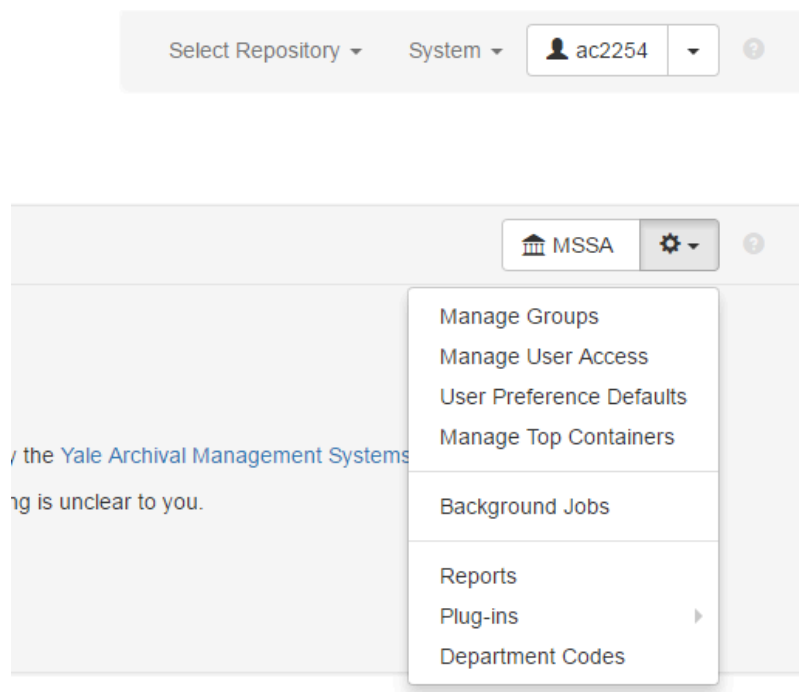 Select Repository System ac2254
MSSA
Manage Groups
Manage User Access
User Preference Defaults
Manage Top Containers
the Yale Archival Management Systems
is unclear to you.
Background Jobs
Reports
Plug-ins
Department Codes